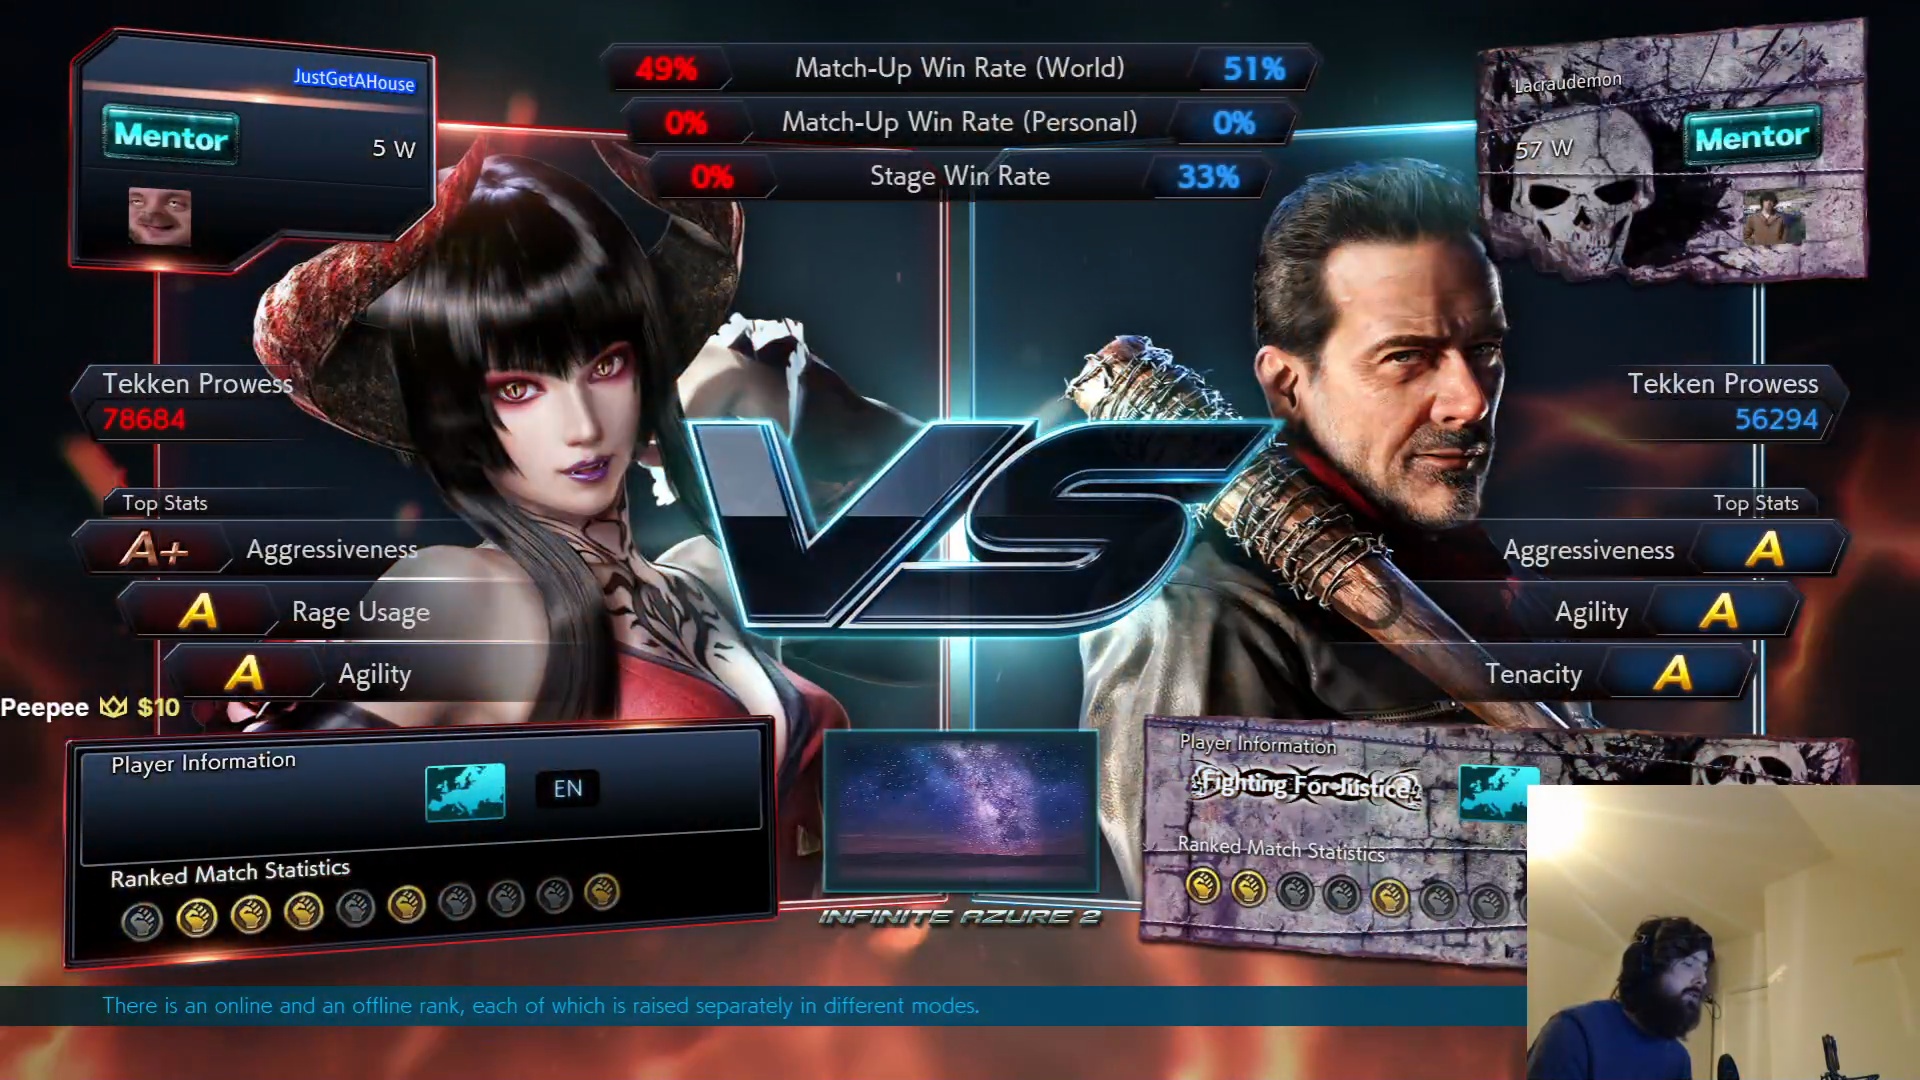 JustGetAHouse
Mentor
5 W
49% Match-Up Win Rate (World) 51%
0% Match-Up Win Rate (Personal) 0%
0% Stage Win Rate 33%
Lacraudemon
57 W
Mentor
Tekken Prowess
78684
Tekken Prowess
56294
VS
Top Stats
A+ Aggressiveness
A Rage Usage
A Agility
Top Stats
Aggressiveness A
Agility A
Tenacity A
Peepee $10
Player Information
EN
Ranked Match Statistics
INFINITE AZURE 2
Player Information
Fighting For Justice
Ranked Match Statistics
There is an online and an offline rank, each of which is raised separately in different modes.